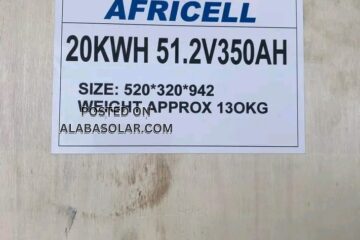 AFRICELL
20KWH 51.2V350AH
SIZE: 520*320*942
WEIGHT APPROX 130KG
POSTED ON
ALABASOLAR.COM